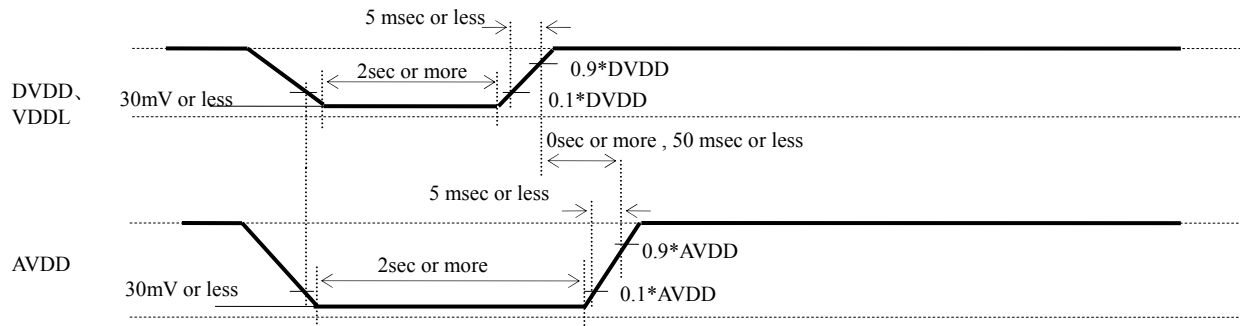 5 msec or less
DVDD、
VDDL
2sec or more
0.9*DVDD
30mV or less
0.1*DVDD
0sec or more , 50 msec or less
5 msec or less
AVDD
2sec or more
0.9*AVDD
30mV or less
0.1*AVDD